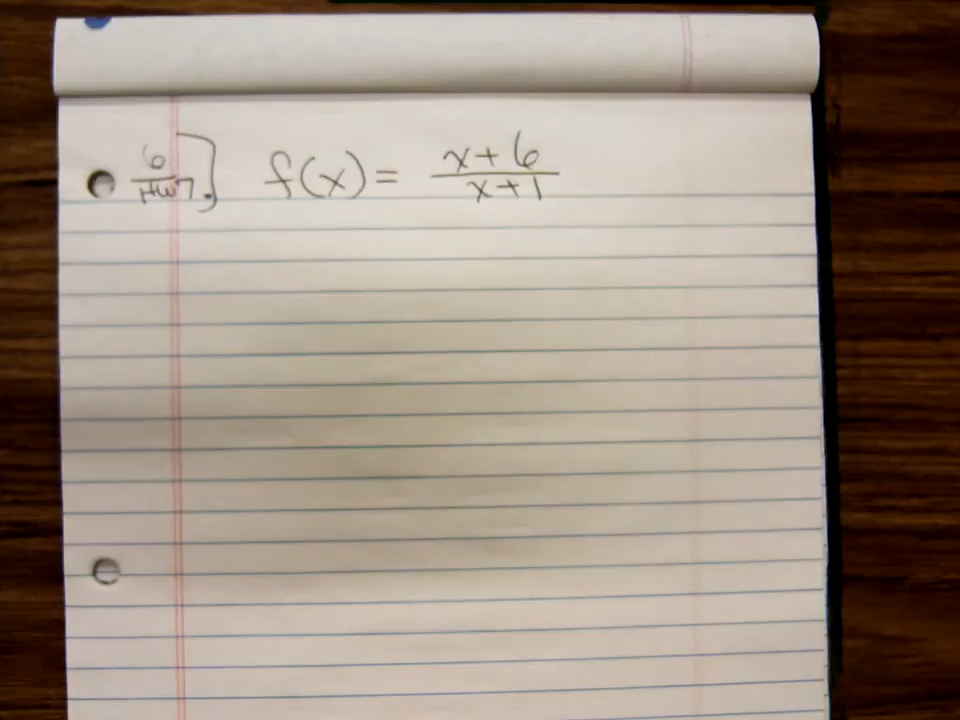 6/HW7] f(x) = (x+6)/(x+1)